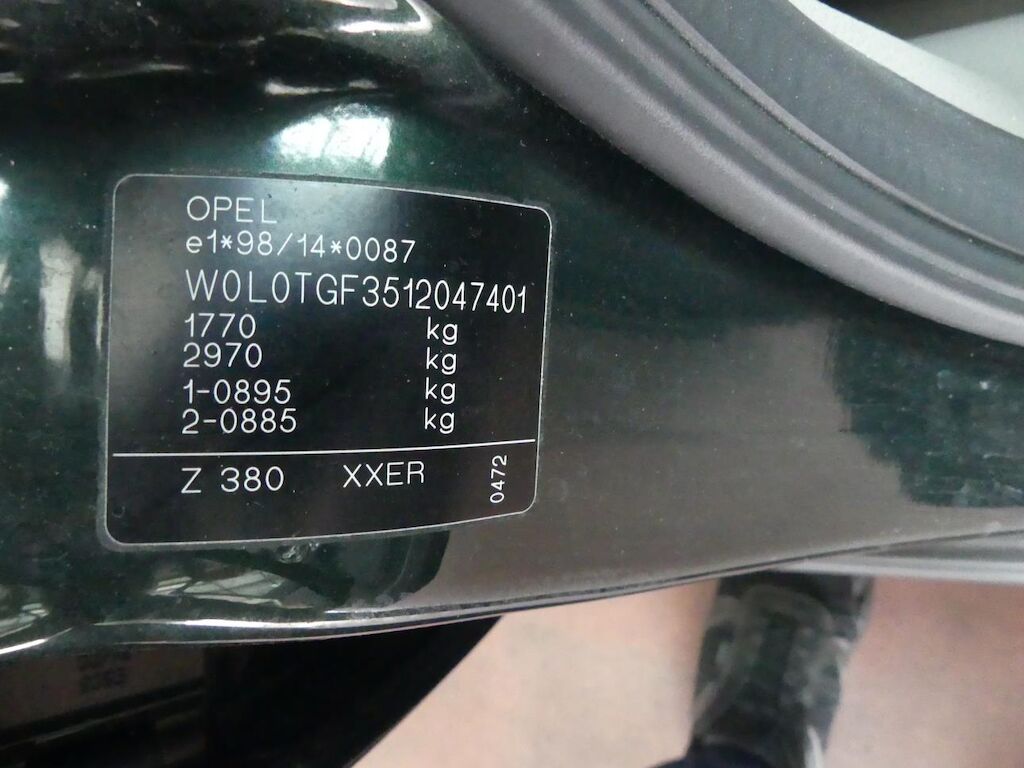 OPEL
e1*98/14*0087
W0L0TGF3512047401
1770 kg
2970 kg
1-0895 kg
2-0885 kg
Z 380 XXER 0472